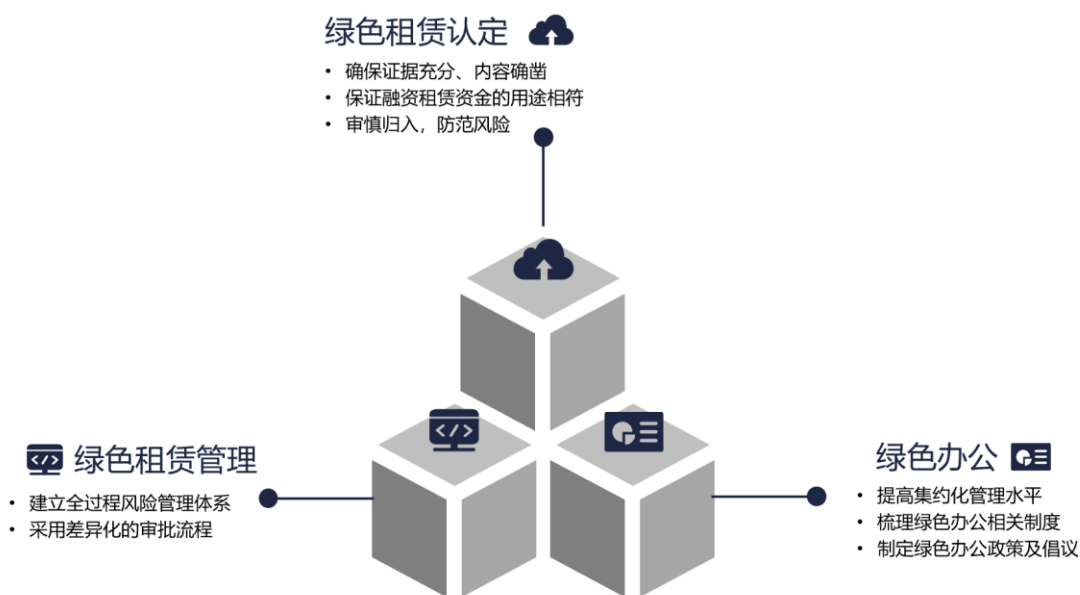 绿色租赁认定
• 确保证据充分、内容确凿
• 保证融资租赁资金的用途相符
• 审慎归入，防范风险
绿色租赁管理
• 建立全过程风险管理体系
• 采用差异化的审批流程
绿色办公
• 提高集约化管理水平
• 梳理绿色办公相关制度
• 制定绿色办公政策及倡议